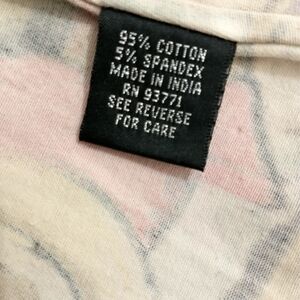 95% COTTON
5% SPANDEX
MADE IN INDIA
RN 93771
SEE REVERSE
FOR CARE